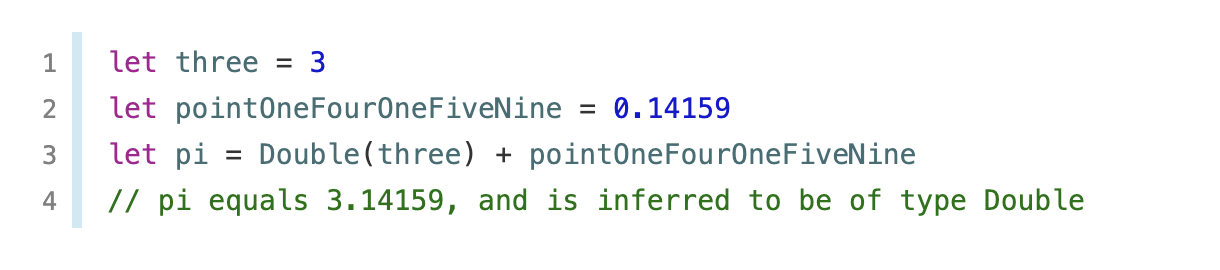 1 let three = 3
2 let pointOneFourOneFiveNine = 0.14159
3 let pi = Double(three) + pointOneFourOneFiveNine
4 // pi equals 3.14159, and is inferred to be of type Double